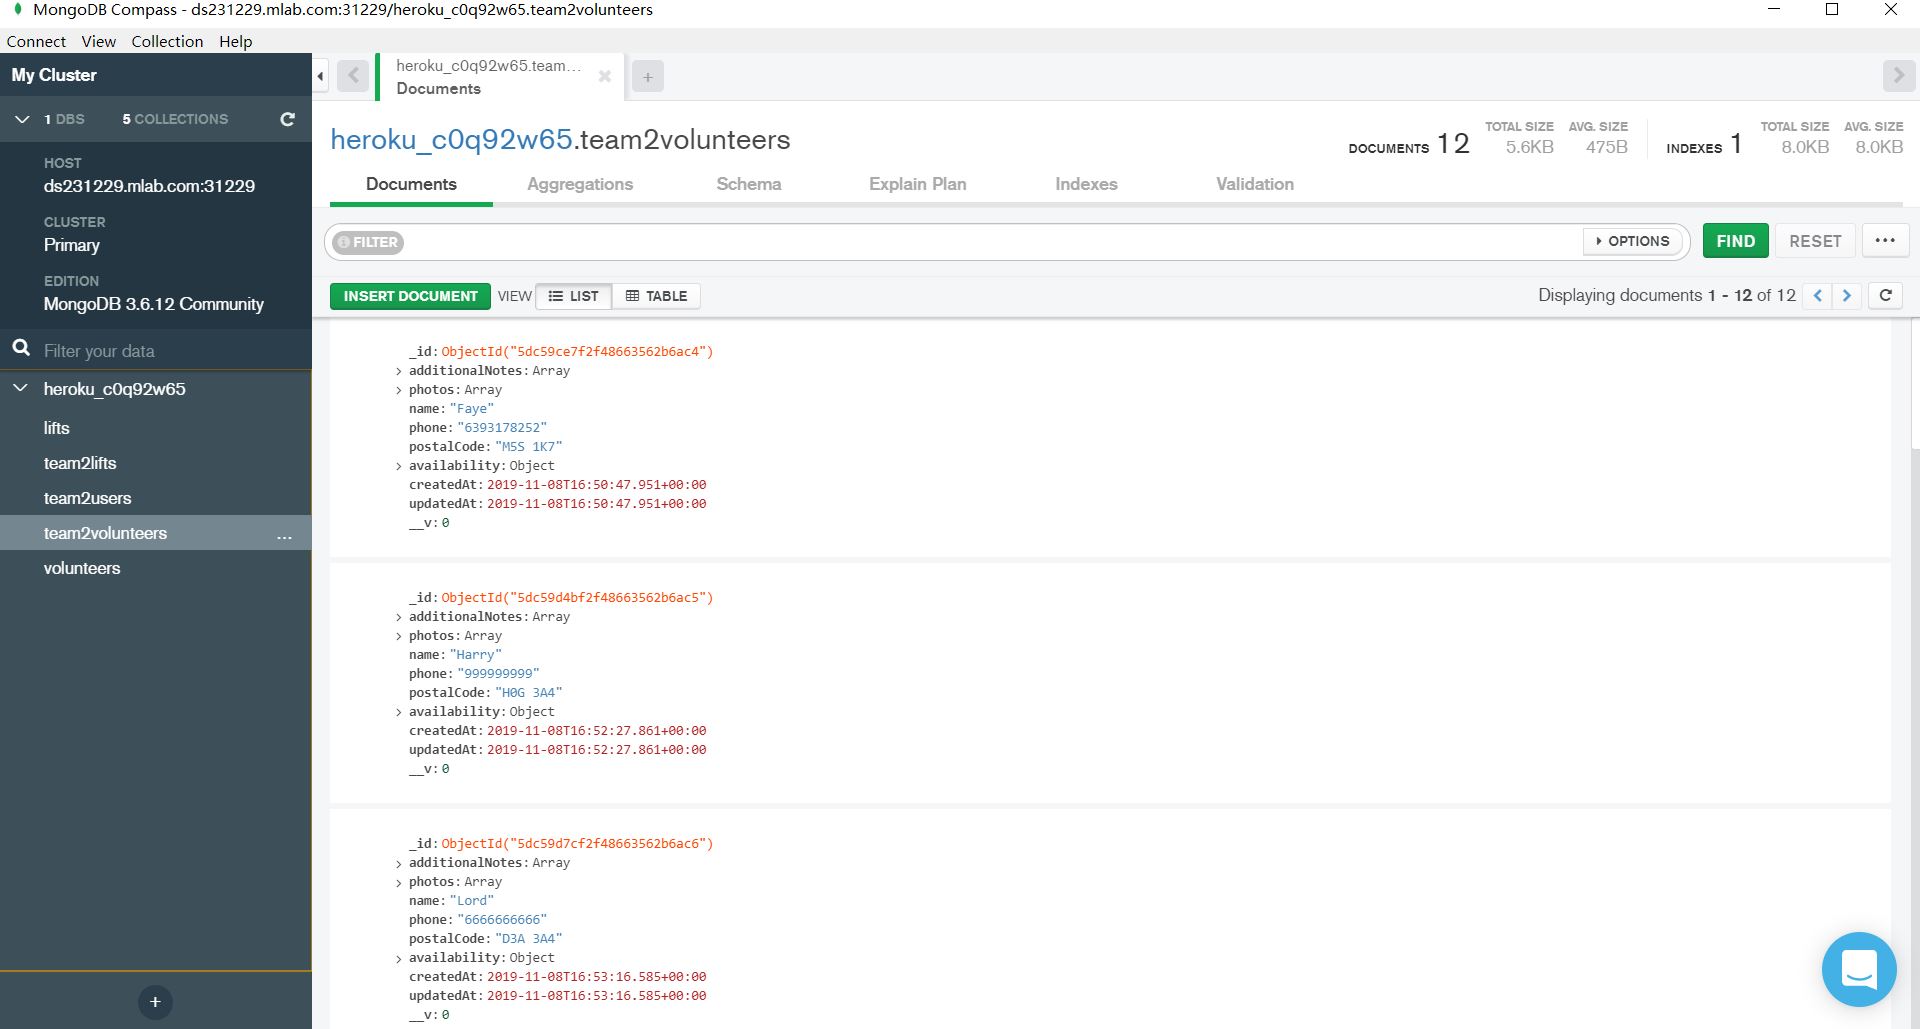 MongoDB Compass - ds231229.mlab.com:31229/heroku_c0q92w65.team2volunteers
Connect View Collection Help
My Cluster
1 DBS 5 COLLECTIONS
HOST
ds231229.mlab.com:31229
CLUSTER
Primary
EDITION
MongoDB 3.6.12 Community
Filter your data
heroku_c0q92w65
lifts
team2lifts
team2users
team2volunteers ...
volunteers
+
heroku_c0q92w65.team...
Documents
+
heroku_c0q92w65.team2volunteers
DOCUMENTS 12 TOTAL SIZE 5.6KB AVG. SIZE 475B INDEXES 1 TOTAL SIZE 8.0KB AVG. SIZE 8.0KB
Documents Aggregations Schema Explain Plan Indexes Validation
FILTER OPTIONS FIND RESET ...
INSERT DOCUMENT VIEW LIST TABLE Displaying documents 1 - 12 of 12
_id: ObjectId("5dc59ce7f2f48663562b6ac4")
> additionalNotes: Array
> photos: Array
name: "Faye"
phone: "6393178252"
postalCode: "M5S 1K7"
> availability: Object
createdAt: 2019-11-08T16:50:47.951+00:00
updatedAt: 2019-11-08T16:50:47.951+00:00
__v: 0
_id: ObjectId("5dc59d4bf2f48663562b6ac5")
> additionalNotes: Array
> photos: Array
name: "Harry"
phone: "999999999"
postalCode: "H0G 3A4"
> availability: Object
createdAt: 2019-11-08T16:52:27.861+00:00
updatedAt: 2019-11-08T16:52:27.861+00:00
__v: 0
_id: ObjectId("5dc59d7cf2f48663562b6ac6")
> additionalNotes: Array
> photos: Array
name: "Lord"
phone: "6666666666"
postalCode: "D3A 3A4"
> availability: Object
createdAt: 2019-11-08T16:53:16.585+00:00
updatedAt: 2019-11-08T16:53:16.585+00:00
__v: 0